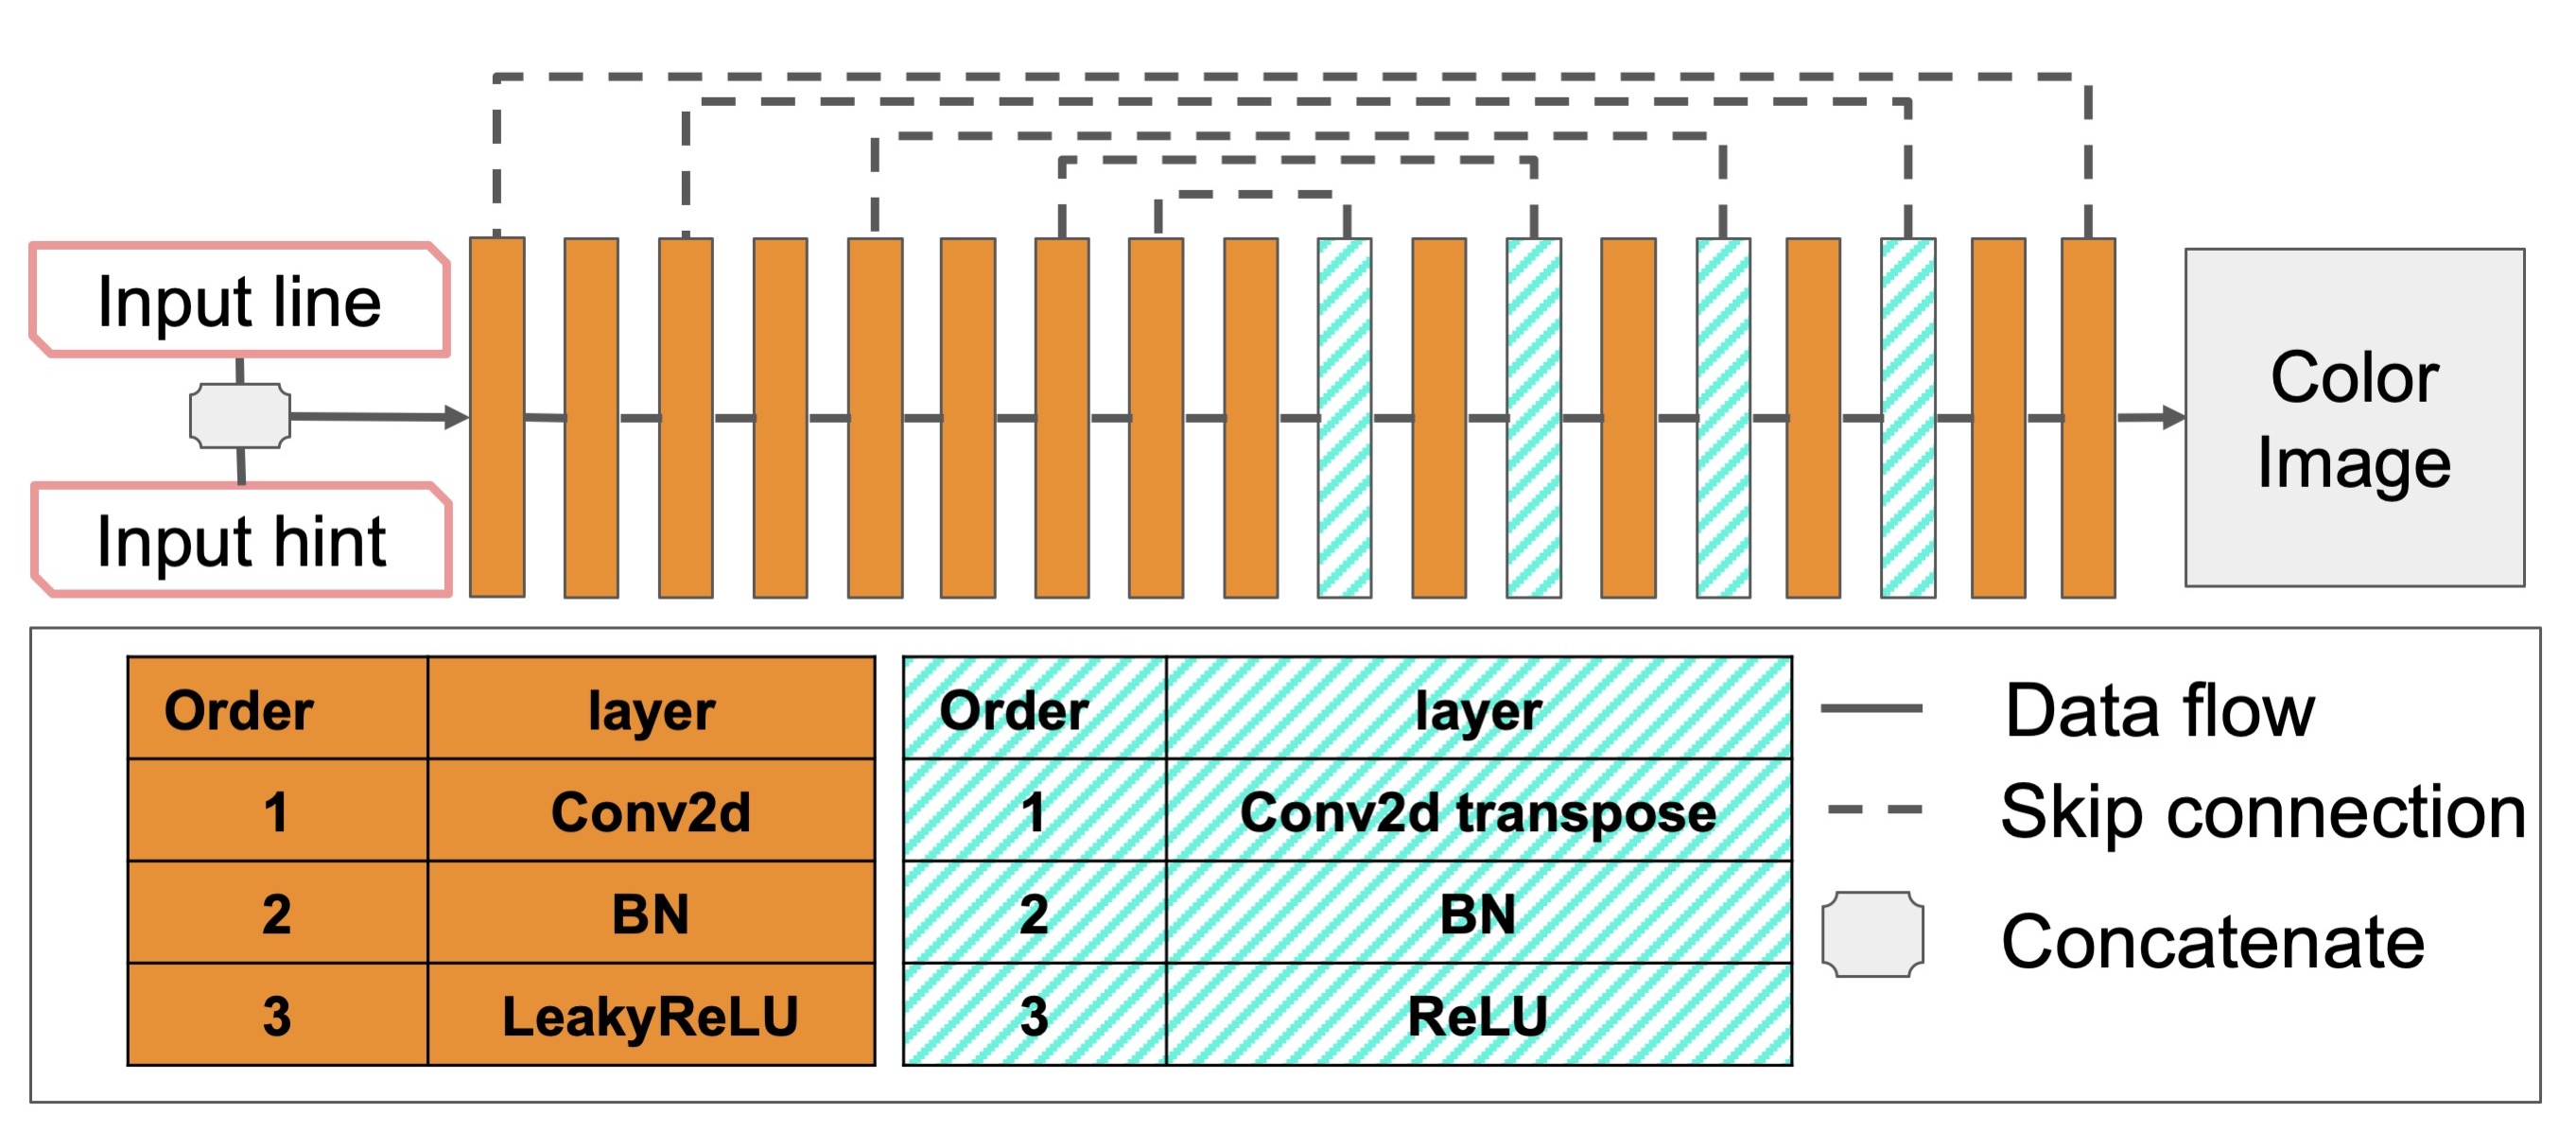 Input line
Input hint
Color
Image
Order layer
1 Conv2d
2 BN
3 LeakyReLU
Order layer
1 Conv2d transpose
2 BN
3 ReLU
Data flow
Skip connection
Concatenate